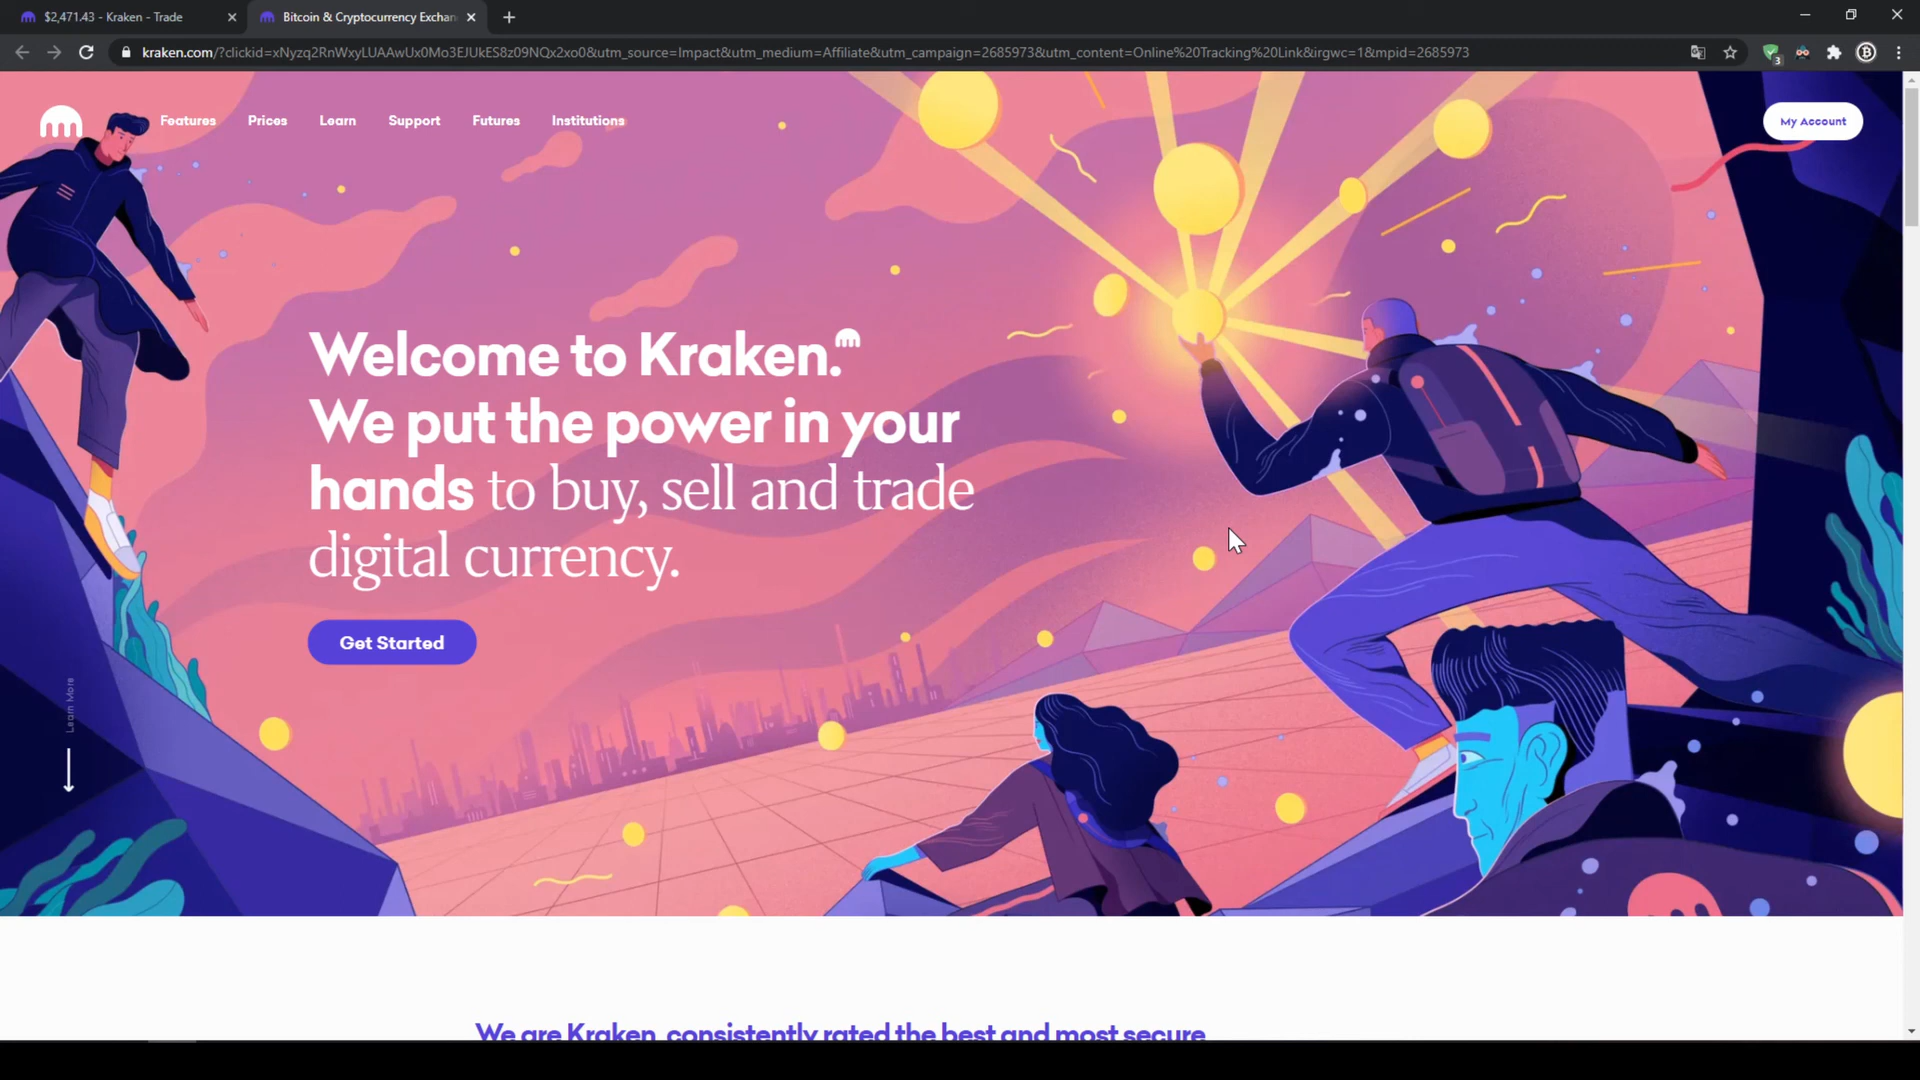 $2,471.43 - Kraken - Trade
Bitcoin & Cryptocurrency Exchan
kraken.com/?clickid=xNyzq2RnWxyLUAAwUx0Mo3EJUkES8z09NQx2xo0&utm_source=Impact&utm_medium=Affiliate&utm_campaign=2685973&utm_content=Online%20Tracking%20Link&irgwc=1&mpid=2685973
3
Features Prices Learn Support Futures Institutions
My Account
Welcome to Kraken.
We put the power in your
hands to buy, sell and trade
digital currency.
Get Started
Learn More
We are Kraken, consistently rated the best and most secure